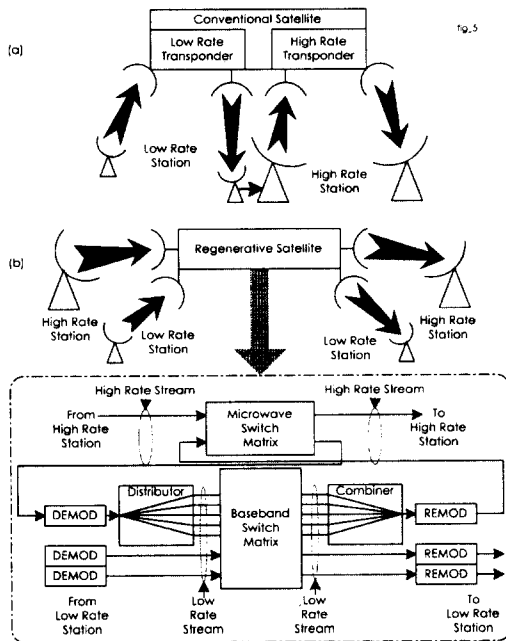 fig.5
(a)
Conventional Satellite
Low Rate
Transponder
High Rate
Transponder
Low Rate
Station
High Rate
Station
(b)
Regenerative Satellite
High Rate
Station
Low Rate
Station
Low Rate
Station
High Rate
Station
High Rate Stream
High Rate Stream
From
High Rate
Station
Microwave
Switch
Matrix
To
High Rate
Station
Distributor
Combiner
DEMOD
Baseband
Switch
Matrix
REMOD
DEMOD
REMOD
DEMOD
REMOD
From
Low Rate
Station
Low
Rate
Stream
Low
Rate
Stream
To
Low Rate
Station